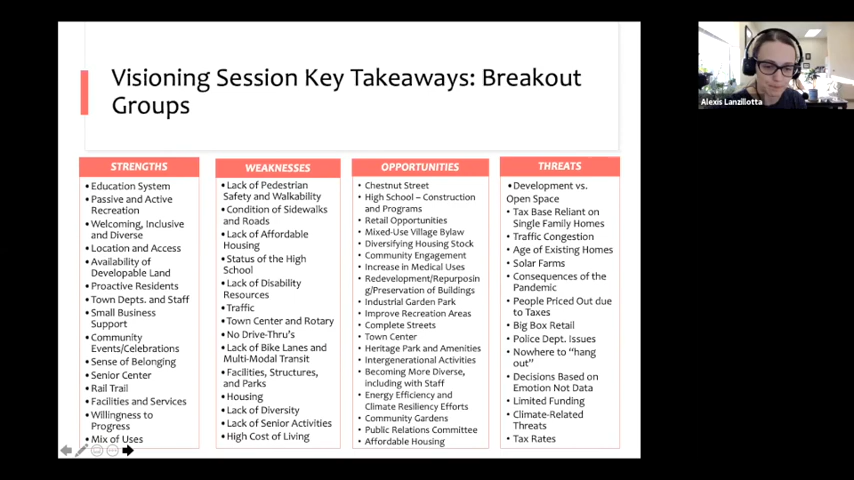 Visioning Session Key Takeaways: Breakout
Groups
STRENGTHS
•Education System
•Passive and Active
Recreation
•Welcoming, Inclusive
and Diverse
•Location and Access
•Availability of
Developable Land
•Proactive Residents
•Town Depts. and Staff
•Small Business
Support
•Community
Events/Celebrations
•Sense of Belonging
•Senior Center
•Rail Trail
•Facilities and Services
•Willingness to
Progress
•Mix of Uses
WEAKNESSES
•Lack of Pedestrian
Safety and Walkability
•Condition of Sidewalks
and Roads
•Lack of Affordable
Housing
•Status of the High
School
•Lack of Disability
Resources
•Traffic
•Town Center and Rotary
•No Drive-Thru's
•Lack of Bike Lanes and
Multi-Modal Transit
•Facilities, Structures,
and Parks
•Housing
•Lack of Diversity
•Lack of Senior Activities
•High Cost of Living
OPPORTUNITIES
• Chestnut Street
• High School – Construction
and Programs
• Retail Opportunities
• Mixed-Use Village Bylaw
• Diversifying Housing Stock
• Community Engagement
• Increase in Medical Uses
• Redevelopment/Repurposin
g/Preservation of Buildings
• Industrial Garden Park
• Improve Recreation Areas
• Complete Streets
• Town Center
• Heritage Park and Amenities
• Intergenerational Activities
• Becoming More Diverse,
including with Staff
• Energy Efficiency and
Climate Resiliency Efforts
• Community Gardens
• Public Relations Committee
• Affordable Housing
THREATS
•Development vs.
Open Space
• Tax Base Reliant on
Single Family Homes
• Traffic Congestion
• Age of Existing Homes
• Solar Farms
• Consequences of the
Pandemic
• People Priced Out due
to Taxes
• Big Box Retail
• Police Dept. Issues
• Nowhere to “hang
out”
• Decisions Based on
Emotion Not Data
• Limited Funding
• Climate-Related
Threats
• Tax Rates
Alexis Lanzillotta